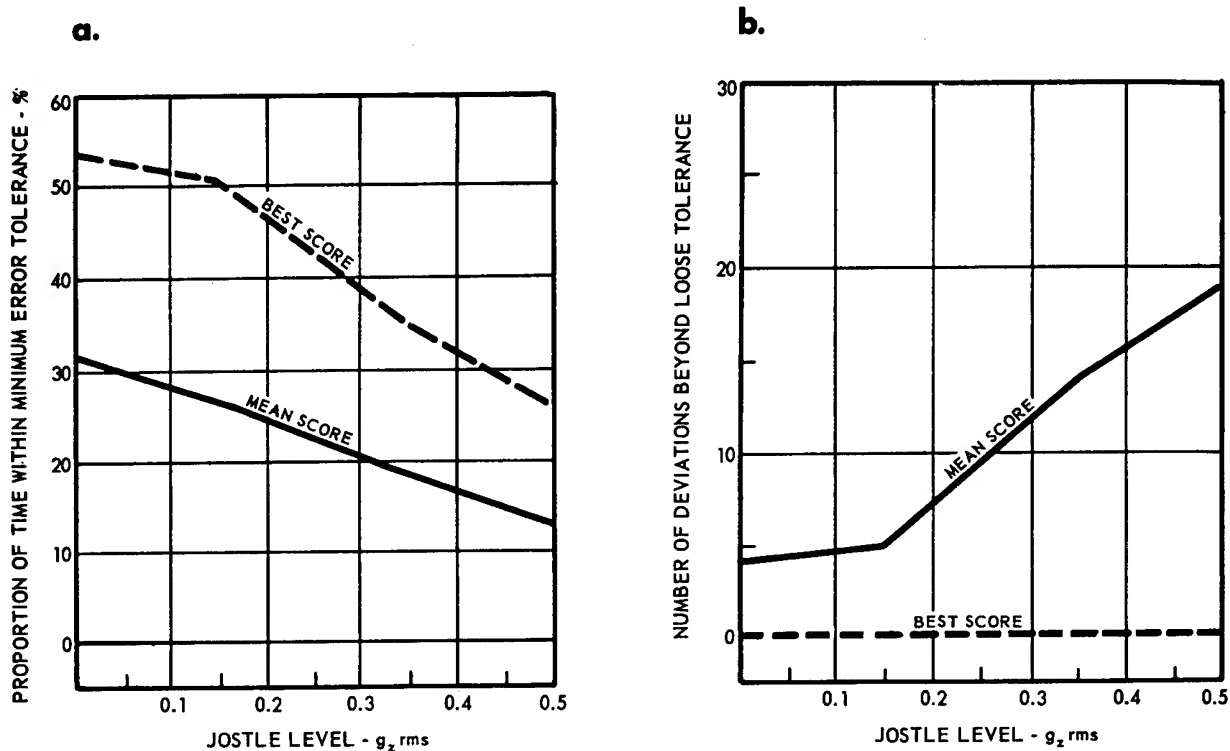 a.
PROPORTION OF TIME WITHIN MINIMUM ERROR TOLERANCE - %
60
50
40
30
20
10
0
BEST SCORE
MEAN SCORE
0.1 0.2 0.3 0.4 0.5
JOSTLE LEVEL - gz rms
b.
NUMBER OF DEVIATIONS BEYOND LOOSE TOLERANCE
30
20
10
0
MEAN SCORE
BEST SCORE
0.1 0.2 0.3 0.4 0.5
JOSTLE LEVEL - gz rms